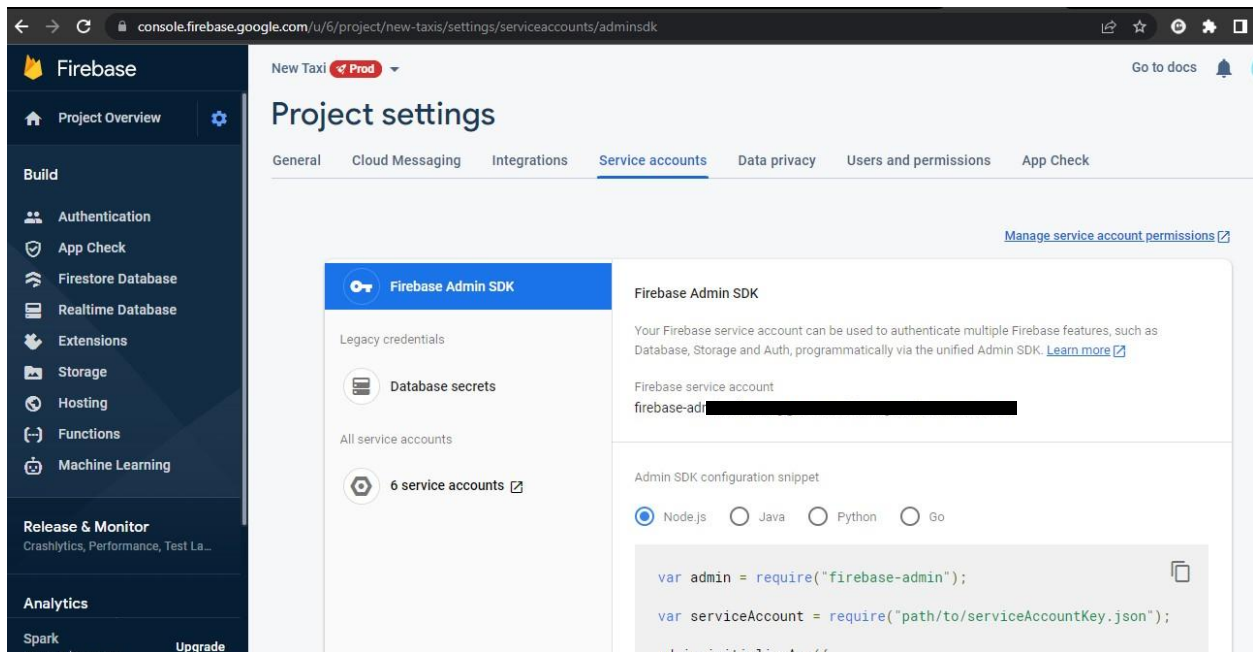 console.firebase.google.com/u/6/project/new-taxis/settings/serviceaccounts/adminsdk
Firebase
New Taxi Prod
Go to docs
Project Overview
Project settings
General Cloud Messaging Integrations Service accounts Data privacy Users and permissions App Check
Build
Authentication
App Check
Firestore Database
Realtime Database
Extensions
Storage
Hosting
Functions
Machine Learning
Release & Monitor
Crashlytics, Performance, Test La...
Analytics
Spark
Upgrade
Manage service account permissions
Firebase Admin SDK
Legacy credentials
Database secrets
All service accounts
6 service accounts
Firebase Admin SDK
Your Firebase service account can be used to authenticate multiple Firebase features, such as
Database, Storage and Auth, programmatically via the unified Admin SDK. Learn more
Firebase service account
firebase-adr
Admin SDK configuration snippet
Node.js Java Python Go
var admin = require("firebase-admin");
var serviceAccount = require("path/to/serviceAccountKey.json");